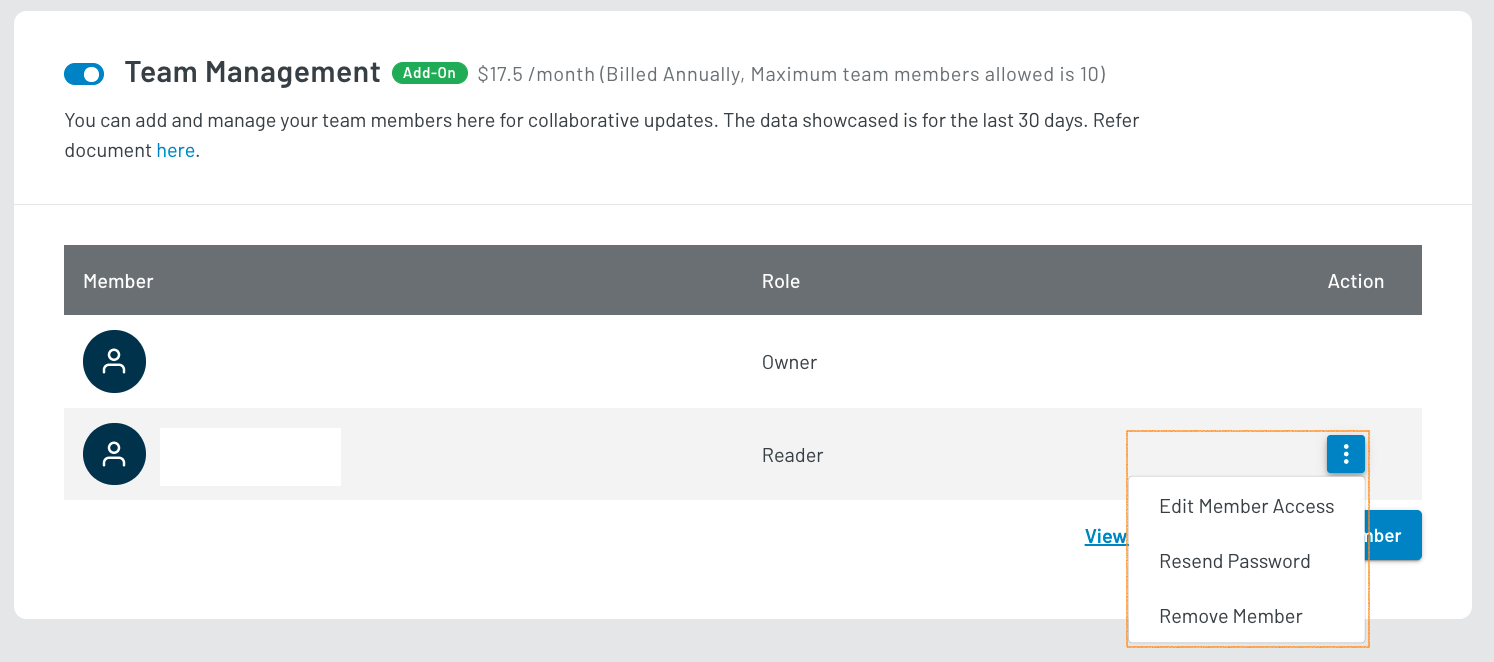 Team Management Add-On $17.5 /month (Billed Annually, Maximum team members allowed is 10)
You can add and manage your team members here for collaborative updates. The data showcased is for the last 30 days. Refer
document here.
Member Role Action
Owner
Reader
Edit Member Access
View
Resend Password
Remove Member